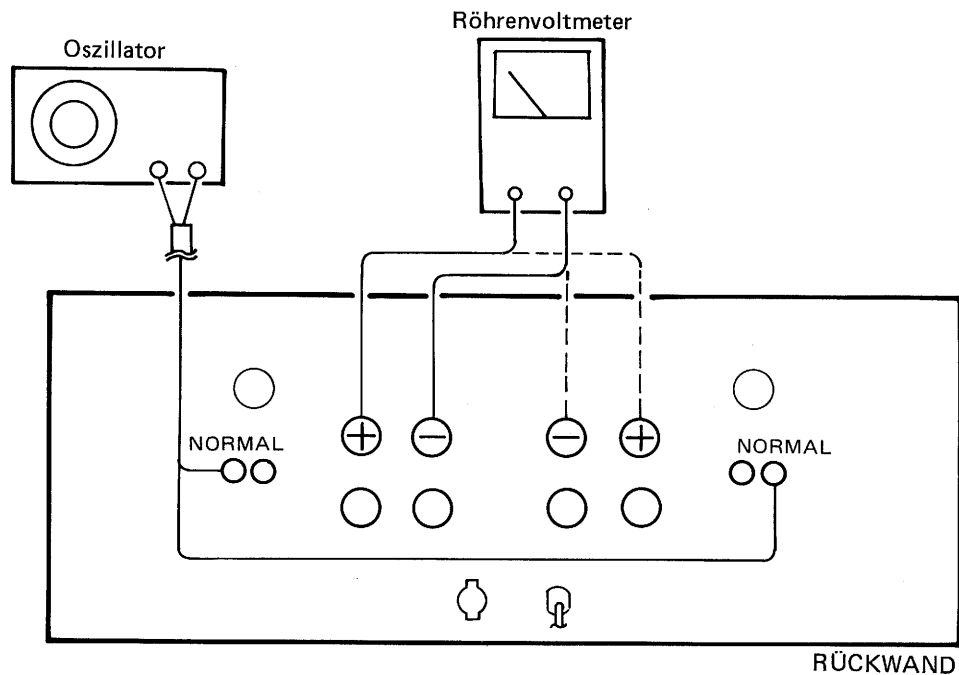 Röhrenvoltmeter
Oszillator
NORMAL
+
−
−
+
NORMAL
RÜCKWAND